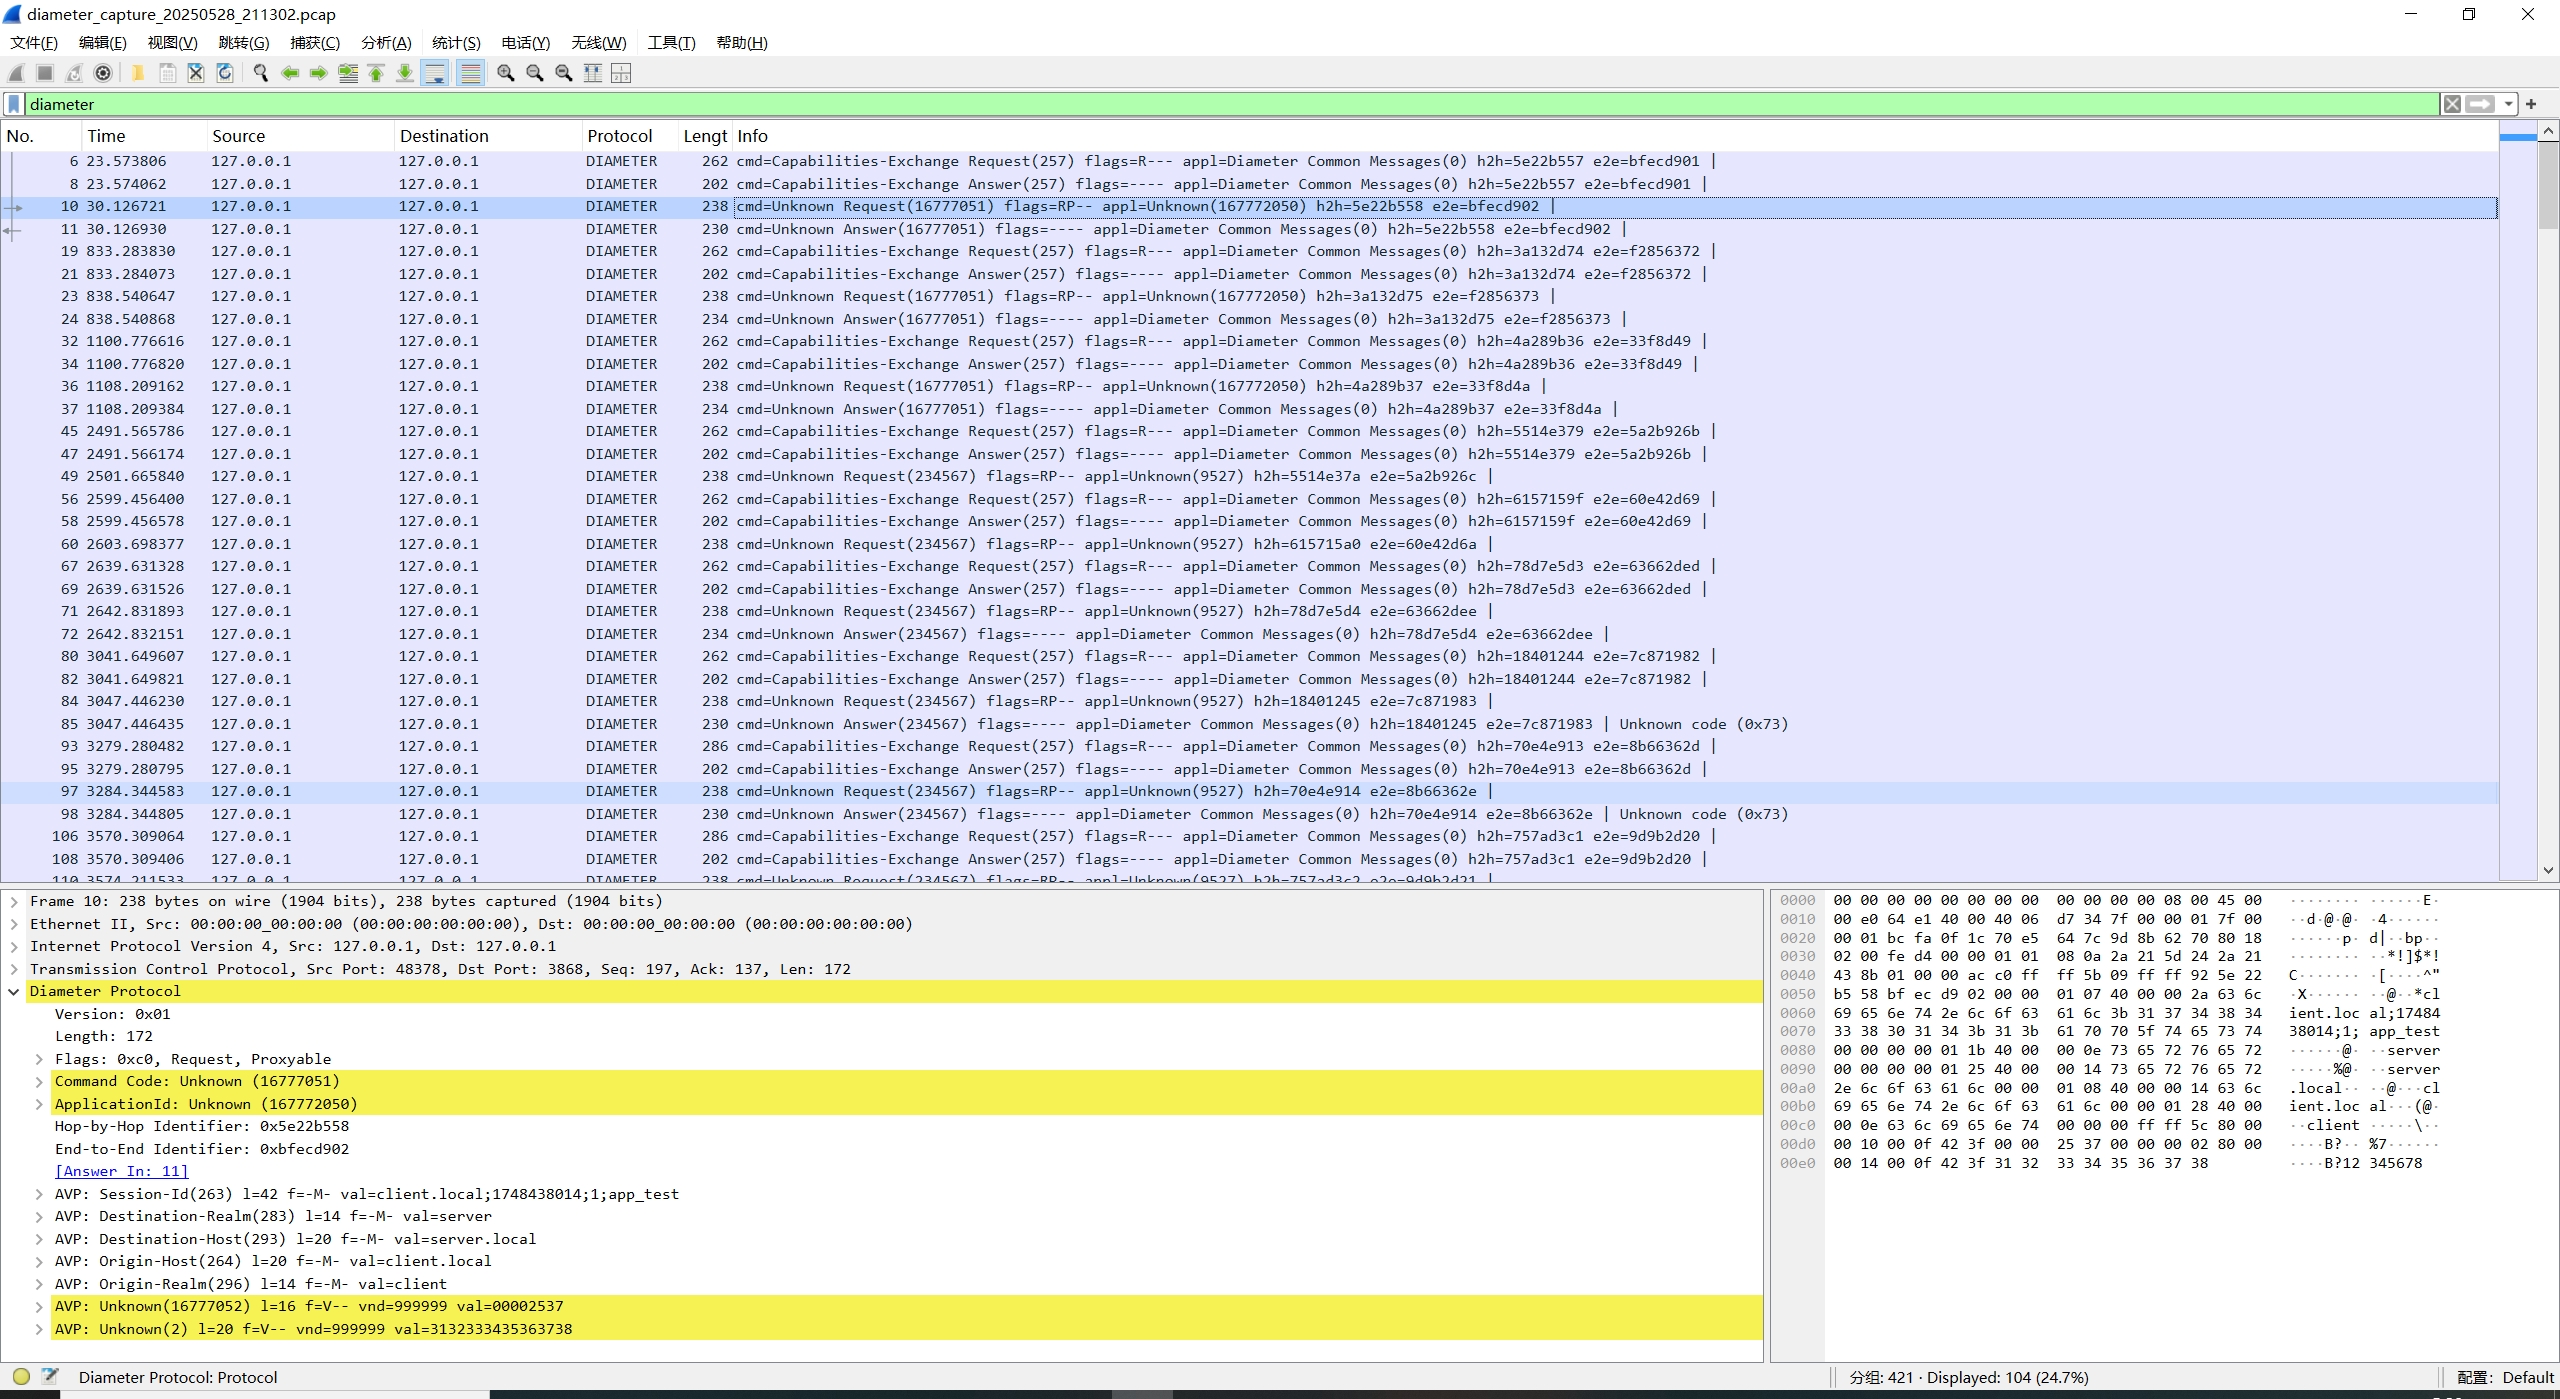 diameter_capture_20250528_211302.pcap
文件(F) 编辑(E) 视图(V) 跳转(G) 捕获(C) 分析(A) 统计(S) 电话(Y) 无线(W) 工具(T) 帮助(H)
diameter
No. Time Source Destination Protocol Lengt Info
6 23.573806 127.0.0.1 127.0.0.1 DIAMETER 262 cmd=Capabilities-Exchange Request(257) flags=R--- appl=Diameter Common Messages(0) h2h=5e22b557 e2e=bfecd901 |
8 23.574062 127.0.0.1 127.0.0.1 DIAMETER 202 cmd=Capabilities-Exchange Answer(257) flags=---- appl=Diameter Common Messages(0) h2h=5e22b557 e2e=bfecd901 |
10 30.126721 127.0.0.1 127.0.0.1 DIAMETER 238 cmd=Unknown Request(16777051) flags=RP-- appl=Unknown(167772050) h2h=5e22b558 e2e=bfecd902 |
11 30.126930 127.0.0.1 127.0.0.1 DIAMETER 230 cmd=Unknown Answer(16777051) flags=---- appl=Diameter Common Messages(0) h2h=5e22b558 e2e=bfecd902 |
19 833.283830 127.0.0.1 127.0.0.1 DIAMETER 262 cmd=Capabilities-Exchange Request(257) flags=R--- appl=Diameter Common Messages(0) h2h=3a132d74 e2e=f2856372 |
21 833.284073 127.0.0.1 127.0.0.1 DIAMETER 202 cmd=Capabilities-Exchange Answer(257) flags=---- appl=Diameter Common Messages(0) h2h=3a132d74 e2e=f2856372 |
23 838.540647 127.0.0.1 127.0.0.1 DIAMETER 238 cmd=Unknown Request(16777051) flags=RP-- appl=Unknown(167772050) h2h=3a132d75 e2e=f2856373 |
24 838.540868 127.0.0.1 127.0.0.1 DIAMETER 234 cmd=Unknown Answer(16777051) flags=---- appl=Diameter Common Messages(0) h2h=3a132d75 e2e=f2856373 |
32 1100.776616 127.0.0.1 127.0.0.1 DIAMETER 262 cmd=Capabilities-Exchange Request(257) flags=R--- appl=Diameter Common Messages(0) h2h=4a289b36 e2e=33f8d49 |
34 1100.776820 127.0.0.1 127.0.0.1 DIAMETER 202 cmd=Capabilities-Exchange Answer(257) flags=---- appl=Diameter Common Messages(0) h2h=4a289b36 e2e=33f8d49 |
36 1108.209162 127.0.0.1 127.0.0.1 DIAMETER 238 cmd=Unknown Request(16777051) flags=RP-- appl=Unknown(167772050) h2h=4a289b37 e2e=33f8d4a |
37 1108.209384 127.0.0.1 127.0.0.1 DIAMETER 234 cmd=Unknown Answer(16777051) flags=---- appl=Diameter Common Messages(0) h2h=4a289b37 e2e=33f8d4a |
45 2491.565786 127.0.0.1 127.0.0.1 DIAMETER 262 cmd=Capabilities-Exchange Request(257) flags=R--- appl=Diameter Common Messages(0) h2h=5514e379 e2e=5a2b926b |
47 2491.566174 127.0.0.1 127.0.0.1 DIAMETER 202 cmd=Capabilities-Exchange Answer(257) flags=---- appl=Diameter Common Messages(0) h2h=5514e379 e2e=5a2b926b |
49 2501.665840 127.0.0.1 127.0.0.1 DIAMETER 238 cmd=Unknown Request(234567) flags=RP-- appl=Unknown(9527) h2h=5514e37a e2e=5a2b926c |
56 2599.456400 127.0.0.1 127.0.0.1 DIAMETER 262 cmd=Capabilities-Exchange Request(257) flags=R--- appl=Diameter Common Messages(0) h2h=6157159f e2e=60e42d69 |
58 2599.456578 127.0.0.1 127.0.0.1 DIAMETER 202 cmd=Capabilities-Exchange Answer(257) flags=---- appl=Diameter Common Messages(0) h2h=6157159f e2e=60e42d69 |
60 2603.698377 127.0.0.1 127.0.0.1 DIAMETER 238 cmd=Unknown Request(234567) flags=RP-- appl=Unknown(9527) h2h=615715a0 e2e=60e42d6a |
67 2639.631328 127.0.0.1 127.0.0.1 DIAMETER 262 cmd=Capabilities-Exchange Request(257) flags=R--- appl=Diameter Common Messages(0) h2h=78d7e5d3 e2e=63662ded |
69 2639.631526 127.0.0.1 127.0.0.1 DIAMETER 202 cmd=Capabilities-Exchange Answer(257) flags=---- appl=Diameter Common Messages(0) h2h=78d7e5d3 e2e=63662ded |
71 2642.831893 127.0.0.1 127.0.0.1 DIAMETER 238 cmd=Unknown Request(234567) flags=RP-- appl=Unknown(9527) h2h=78d7e5d4 e2e=63662dee |
72 2642.832151 127.0.0.1 127.0.0.1 DIAMETER 234 cmd=Unknown Answer(234567) flags=---- appl=Diameter Common Messages(0) h2h=78d7e5d4 e2e=63662dee |
80 3041.649607 127.0.0.1 127.0.0.1 DIAMETER 262 cmd=Capabilities-Exchange Request(257) flags=R--- appl=Diameter Common Messages(0) h2h=18401244 e2e=7c871982 |
82 3041.649821 127.0.0.1 127.0.0.1 DIAMETER 202 cmd=Capabilities-Exchange Answer(257) flags=---- appl=Diameter Common Messages(0) h2h=18401244 e2e=7c871982 |
84 3047.446230 127.0.0.1 127.0.0.1 DIAMETER 238 cmd=Unknown Request(234567) flags=RP-- appl=Unknown(9527) h2h=18401245 e2e=7c871983 |
85 3047.446435 127.0.0.1 127.0.0.1 DIAMETER 230 cmd=Unknown Answer(234567) flags=---- appl=Diameter Common Messages(0) h2h=18401245 e2e=7c871983 | Unknown code (0x73)
93 3279.280482 127.0.0.1 127.0.0.1 DIAMETER 286 cmd=Capabilities-Exchange Request(257) flags=R--- appl=Diameter Common Messages(0) h2h=70e4e913 e2e=8b66362d |
95 3279.280795 127.0.0.1 127.0.0.1 DIAMETER 202 cmd=Capabilities-Exchange Answer(257) flags=---- appl=Diameter Common Messages(0) h2h=70e4e913 e2e=8b66362d |
97 3284.344583 127.0.0.1 127.0.0.1 DIAMETER 238 cmd=Unknown Request(234567) flags=RP-- appl=Unknown(9527) h2h=70e4e914 e2e=8b66362e |
98 3284.344805 127.0.0.1 127.0.0.1 DIAMETER 230 cmd=Unknown Answer(234567) flags=---- appl=Diameter Common Messages(0) h2h=70e4e914 e2e=8b66362e | Unknown code (0x73)
106 3570.309064 127.0.0.1 127.0.0.1 DIAMETER 286 cmd=Capabilities-Exchange Request(257) flags=R--- appl=Diameter Common Messages(0) h2h=757ad3c1 e2e=9d9b2d20 |
108 3570.309406 127.0.0.1 127.0.0.1 DIAMETER 202 cmd=Capabilities-Exchange Answer(257) flags=---- appl=Diameter Common Messages(0) h2h=757ad3c1 e2e=9d9b2d20 |
110 3574.211533 127.0.0.1 127.0.0.1 DIAMETER 238 cmd=Unknown Request(234567) flags=RP-- appl=Unknown(9527) h2h=757ad3c2 e2e=9d9b2d21 |
Frame 10: 238 bytes on wire (1904 bits), 238 bytes captured (1904 bits)
Ethernet II, Src: 00:00:00_00:00:00 (00:00:00:00:00:00), Dst: 00:00:00_00:00:00 (00:00:00:00:00:00)
Internet Protocol Version 4, Src: 127.0.0.1, Dst: 127.0.0.1
Transmission Control Protocol, Src Port: 48378, Dst Port: 3868, Seq: 197, Ack: 137, Len: 172
Diameter Protocol
Version: 0x01
Length: 172
Flags: 0xc0, Request, Proxyable
Command Code: Unknown (16777051)
ApplicationId: Unknown (167772050)
Hop-by-Hop Identifier: 0x5e22b558
End-to-End Identifier: 0xbfecd902
[Answer In: 11]
AVP: Session-Id(263) l=42 f=-M- val=client.local;1748438014;1;app_test
AVP: Destination-Realm(283) l=14 f=-M- val=server
AVP: Destination-Host(293) l=20 f=-M- val=server.local
AVP: Origin-Host(264) l=20 f=-M- val=client.local
AVP: Origin-Realm(296) l=14 f=-M- val=client
AVP: Unknown(16777052) l=16 f=V-- vnd=999999 val=00002537
AVP: Unknown(2) l=20 f=V-- vnd=999999 val=3132333435363738
0000 00 00 00 00 00 00 00 00 00 00 00 00 08 00 45 00 ········ ······E·
0010 00 e0 64 e1 40 00 40 06 d7 34 7f 00 00 01 7f 00 ··d·@·@· ·4······
0020 00 01 bc fa 0f 1c 70 e5 64 7c 9d 8b 62 70 80 18 ······p· d|··bp··
0030 02 00 fe d4 00 00 01 01 08 0a 2a 21 5d 24 2a 21 ········ ··*!]$*!
0040 43 8b 01 00 00 ac c0 ff ff 5b 09 ff ff 92 5e 22 C······· ·[····^"
0050 b5 58 bf ec d9 02 00 00 01 07 40 00 00 2a 63 6c ·X······ ··@··*cl
0060 69 65 6e 74 2e 6c 6f 63 61 6c 3b 31 37 34 38 34 ient.loc al;17484
0070 33 38 30 31 34 3b 31 3b 61 70 70 5f 74 65 73 74 38014;1; app_test
0080 00 00 00 00 01 1b 40 00 00 0e 73 65 72 76 65 72 ······@· ··server
0090 00 00 00 00 01 25 40 00 00 14 73 65 72 76 65 72 ·····%@· ··server
00a0 2e 6c 6f 63 61 6c 00 00 01 08 40 00 00 14 63 6c .local·· ··@···cl
00b0 69 65 6e 74 2e 6c 6f 63 61 6c 00 00 01 28 40 00 ient.loc al···(@·
00c0 00 0e 63 6c 69 65 6e 74 00 00 00 ff ff 5c 80 00 ··client ·····\··
00d0 00 10 00 0f 42 3f 00 00 25 37 00 00 00 02 80 00 ····B?·· %7······
00e0 00 14 00 0f 42 3f 31 32 33 34 35 36 37 38 ····B?12 345678
Diameter Protocol: Protocol 分组: 421 · Displayed: 104 (24.7%) 配置: Default